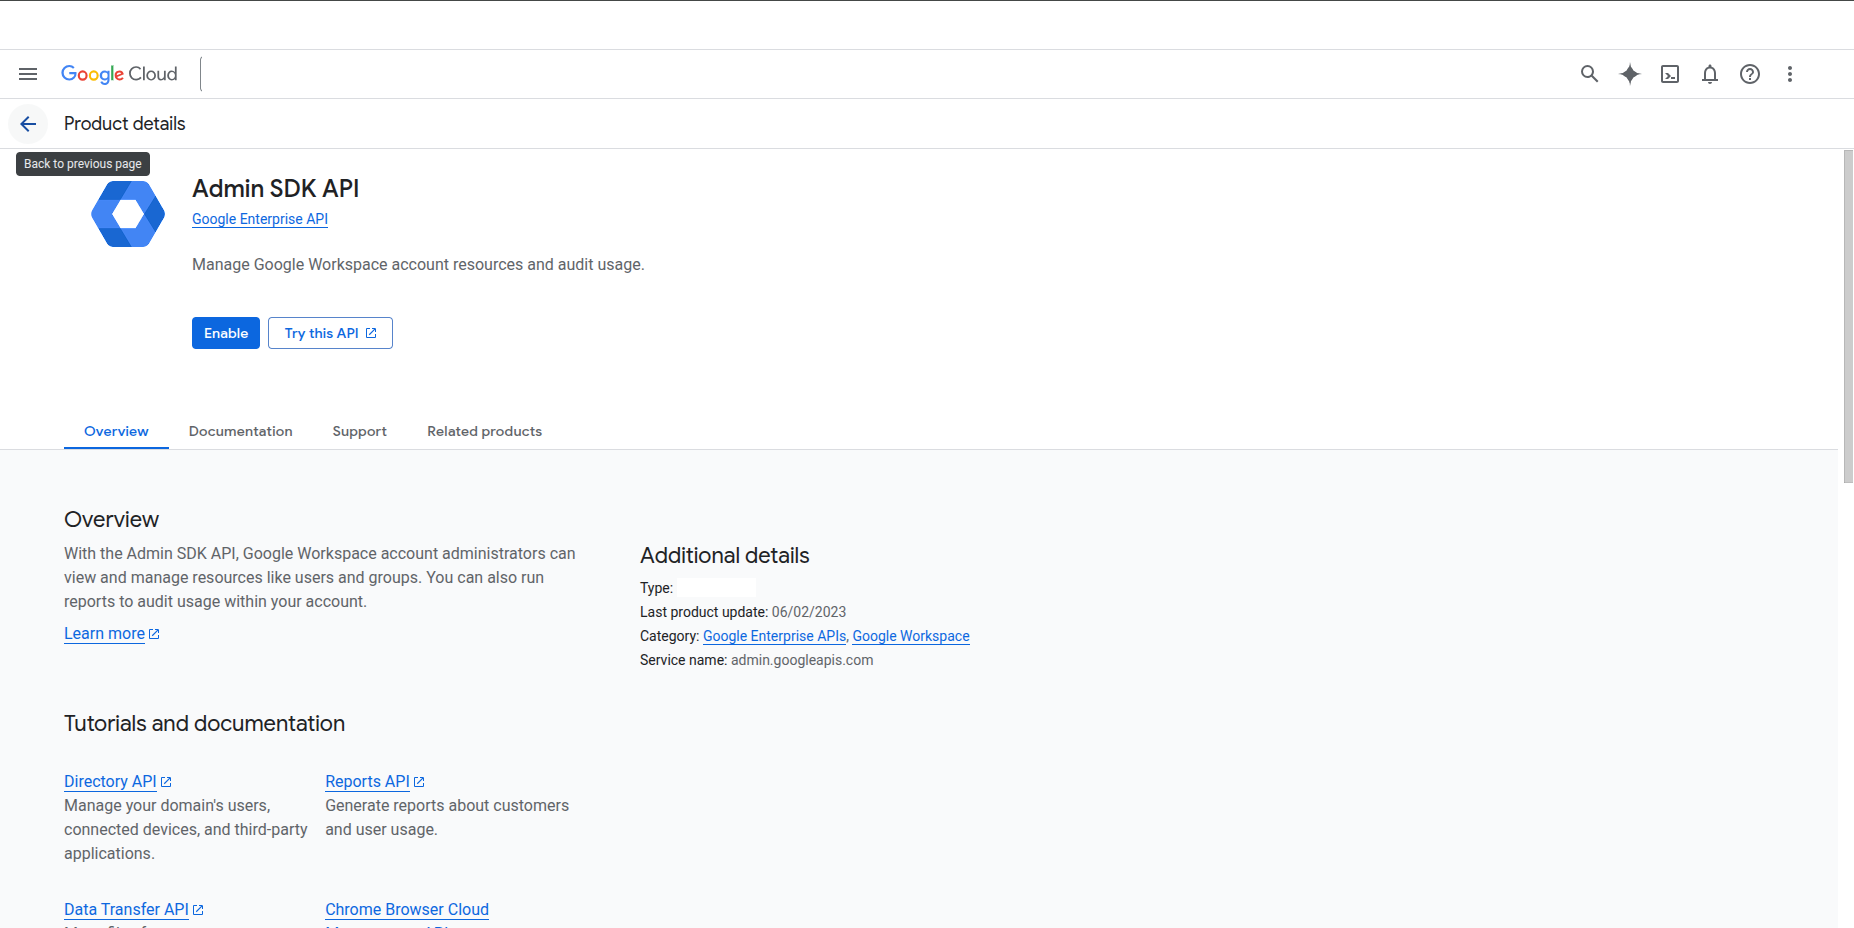 Google Cloud
Product details
Back to previous page
Admin SDK API
Google Enterprise API
Manage Google Workspace account resources and audit usage.
Enable
Try this API
Overview
Documentation
Support
Related products
Overview
With the Admin SDK API, Google Workspace account administrators can
view and manage resources like users and groups. You can also run
reports to audit usage within your account.
Learn more
Additional details
Type:
Last product update: 06/02/2023
Category: Google Enterprise APIs, Google Workspace
Service name: admin.googleapis.com
Tutorials and documentation
Directory API
Manage your domain's users,
connected devices, and third-party
applications.
Reports API
Generate reports about customers
and user usage.
Data Transfer API
Chrome Browser Cloud